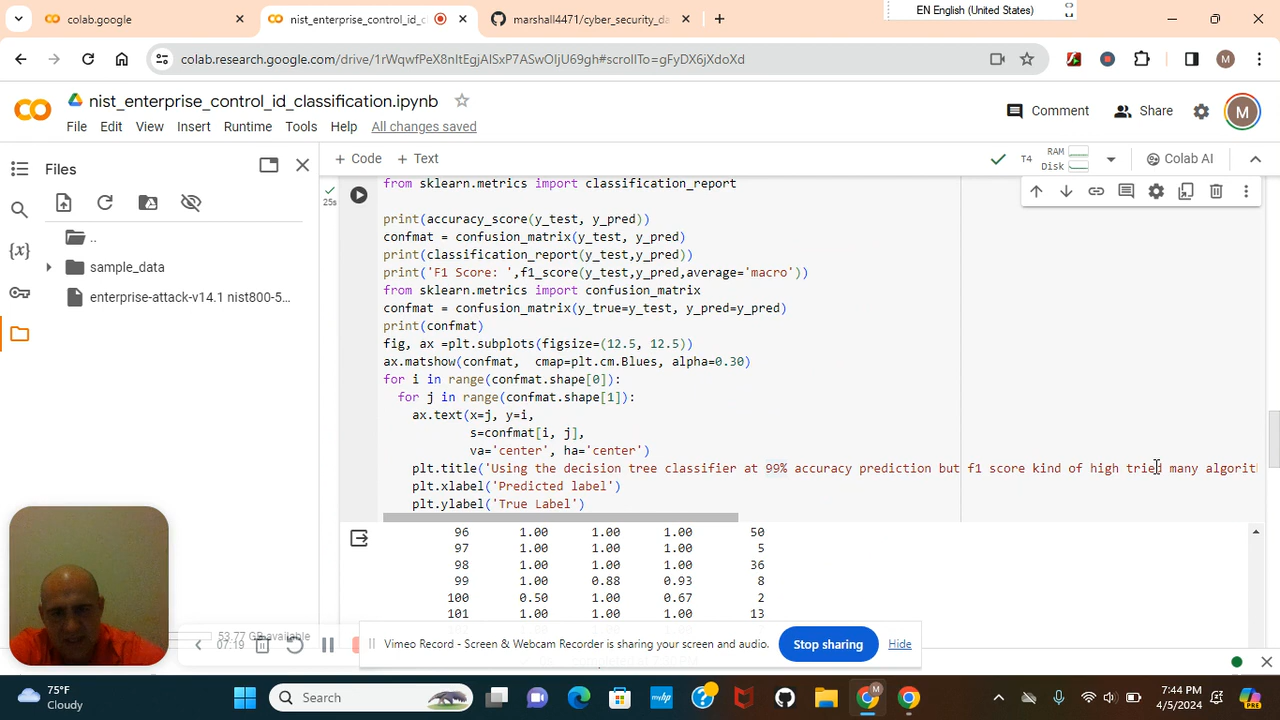 colab.google
nist_enterprise_control_id_c
marshall4471/cyber_security_da
EN English (United States)
colab.research.google.com/drive/1rWqwfPeX8nItEgjAlSxP7ASwOIjU69gh#scrollTo=gFyDX6jXdoXd
M
nist_enterprise_control_id_classification.ipynb
Comment
Share
M
File Edit View Insert Runtime Tools Help All changes saved
Files
+ Code + Text
T4
RAM
Disk
Colab AI
..
sample_data
enterprise-attack-v14.1 nist800-5...
{x}
25s
from sklearn.metrics import classification_report
print(accuracy_score(y_test, y_pred))
confmat = confusion_matrix(y_test, y_pred)
print(classification_report(y_test,y_pred))
print('F1 Score: ',f1_score(y_test,y_pred,average='macro'))
from sklearn.metrics import confusion_matrix
confmat = confusion_matrix(y_true=y_test, y_pred=y_pred)
print(confmat)
fig, ax =plt.subplots(figsize=(12.5, 12.5))
ax.matshow(confmat, cmap=plt.cm.Blues, alpha=0.30)
for i in range(confmat.shape[0]):
for j in range(confmat.shape[1]):
ax.text(x=j, y=i,
s=confmat[i, j],
va='center', ha='center')
plt.title('Using the decision tree classifier at 99% accuracy prediction but f1 score kind of high tried many algorit
plt.xlabel('Predicted label')
plt.ylabel('True Label')
96 1.00 1.00 1.00 50
97 1.00 1.00 1.00 5
98 1.00 1.00 1.00 36
99 1.00 0.88 0.93 8
100 0.50 1.00 0.67 2
101 1.00 1.00 1.00 13
53.77 GB available
07:19
Vimeo Record - Screen & Webcam Recorder is sharing your screen and audio.
Stop sharing
Hide
75°F
Cloudy
Search
7:44 PM
4/5/2024